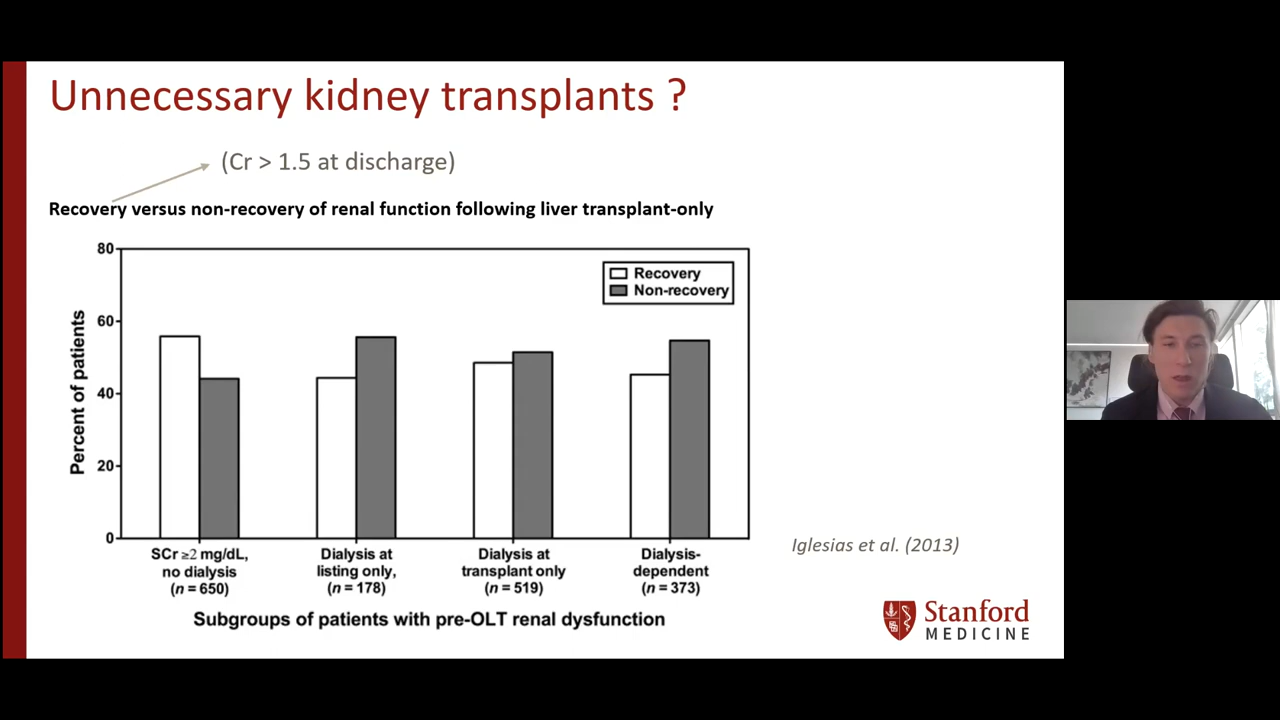 Unnecessary kidney transplants ?
(Cr > 1.5 at discharge)
Recovery versus non-recovery of renal function following liver transplant-only
80
60
40
20
0
Percent of patients
Recovery
Non-recovery
SCr ≥2 mg/dL,
no dialysis
(n = 650)
Dialysis at
listing only,
(n = 178)
Dialysis at
transplant only
(n = 519)
Dialysis-
dependent
(n = 373)
Subgroups of patients with pre-OLT renal dysfunction
Iglesias et al. (2013)
Stanford
MEDICINE